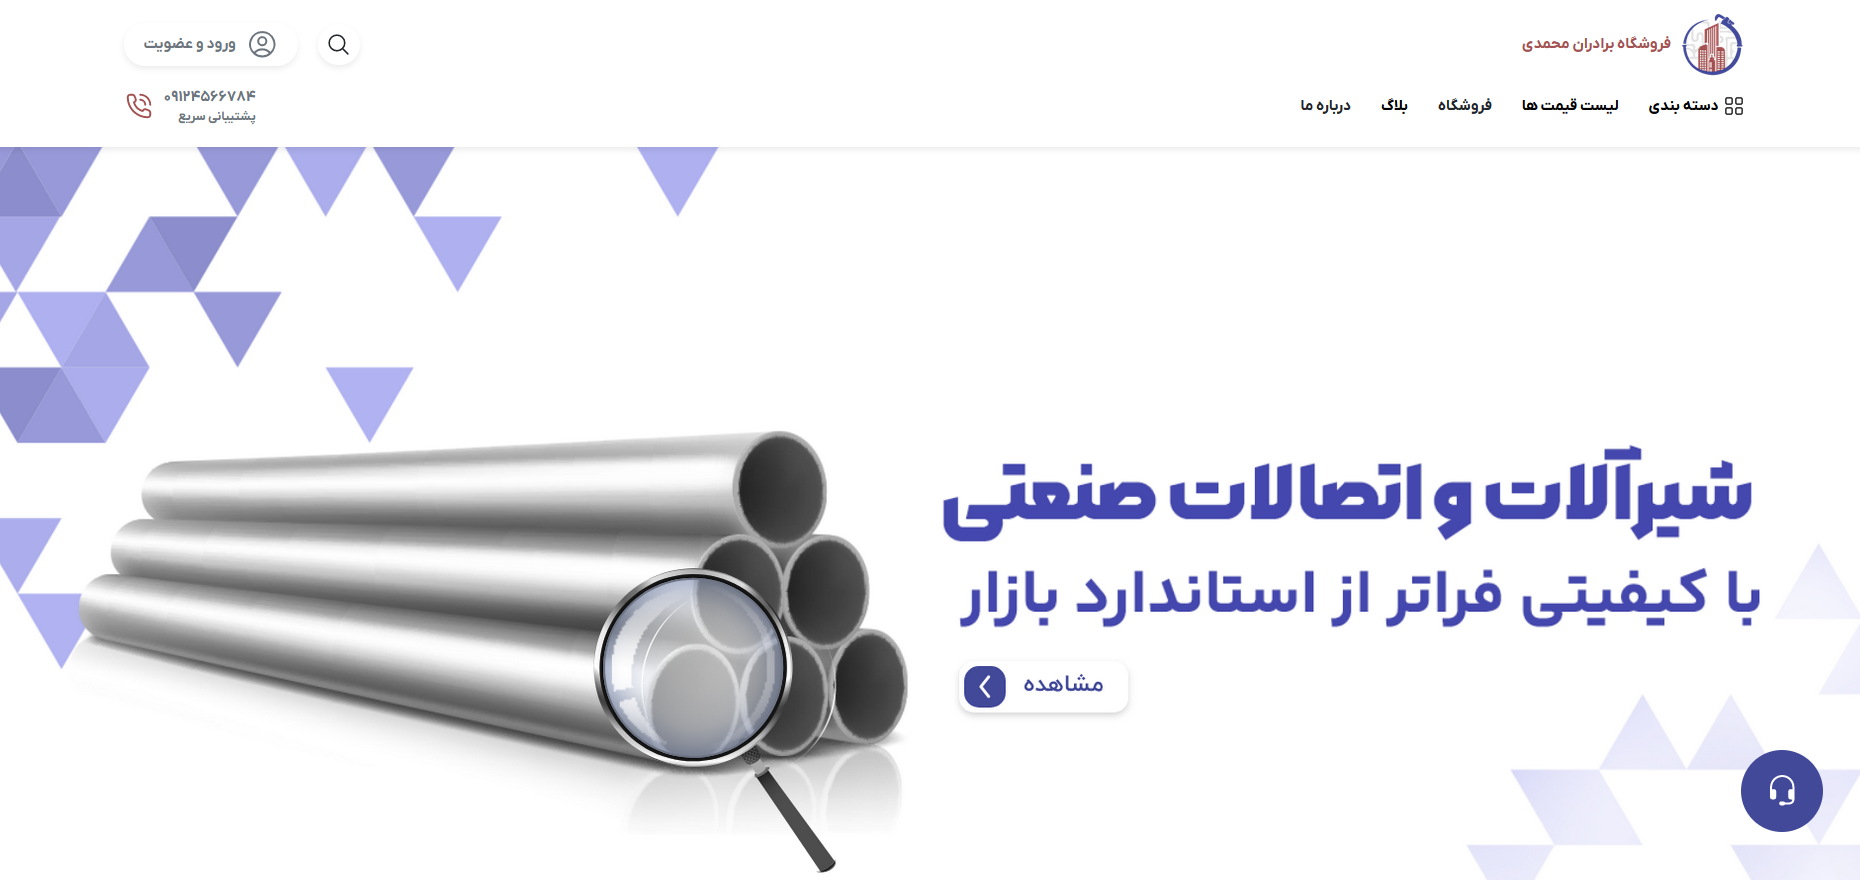 فروشگاه برادران محمدی
ورود و عضویت
دسته بندی
لیست قیمت ها
فروشگاه
بلاگ
درباره ما
۰۹۱۲۴۵۶۶۷۸۴
پشتیبانی سریع
شیرآلات و اتصالات صنعتی
با کیفیتی فراتر از استاندارد بازار
مشاهده